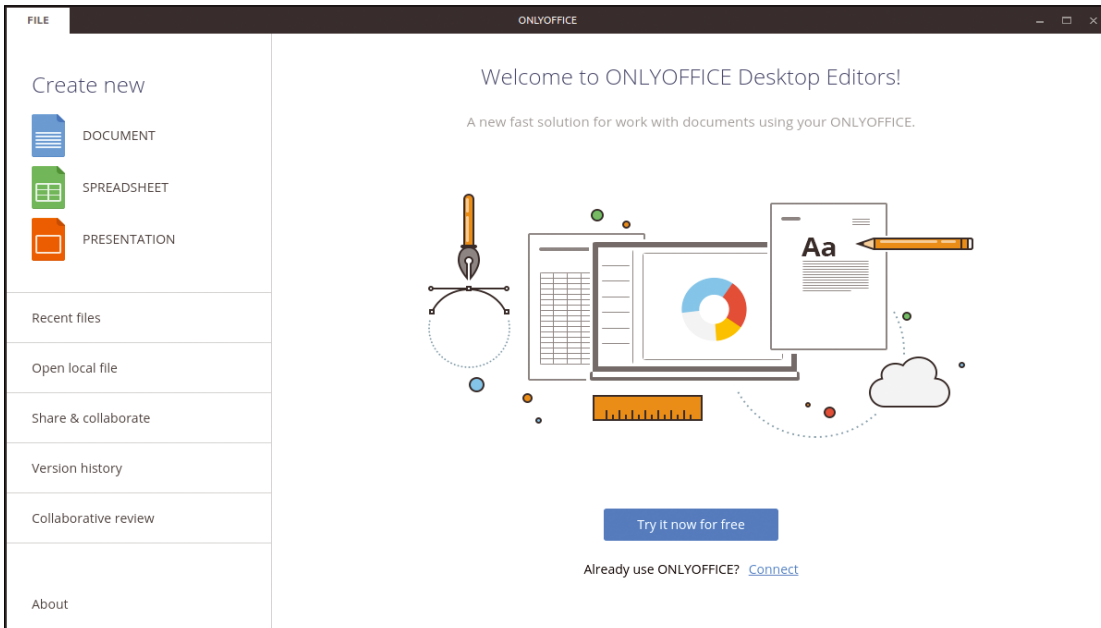 FILE
ONLYOFFICE
Create new
DOCUMENT
SPREADSHEET
PRESENTATION
Recent files
Open local file
Share & collaborate
Version history
Collaborative review
About
Welcome to ONLYOFFICE Desktop Editors!
A new fast solution for work with documents using your ONLYOFFICE.
Aa
Try it now for free
Already use ONLYOFFICE? Connect